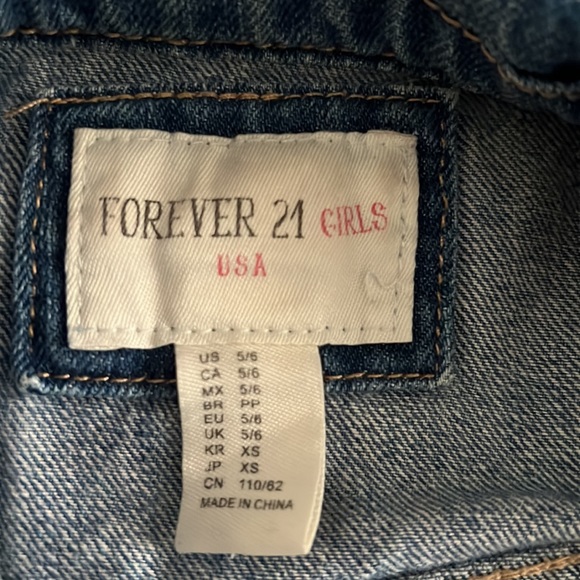 FOREVER 21 GIRLS
USA
US 5/6
CA 5/6
MX 5/6
BR PP
EU 5/6
UK 5/6
KR XS
JP XS
CN 110/62
MADE IN CHINA